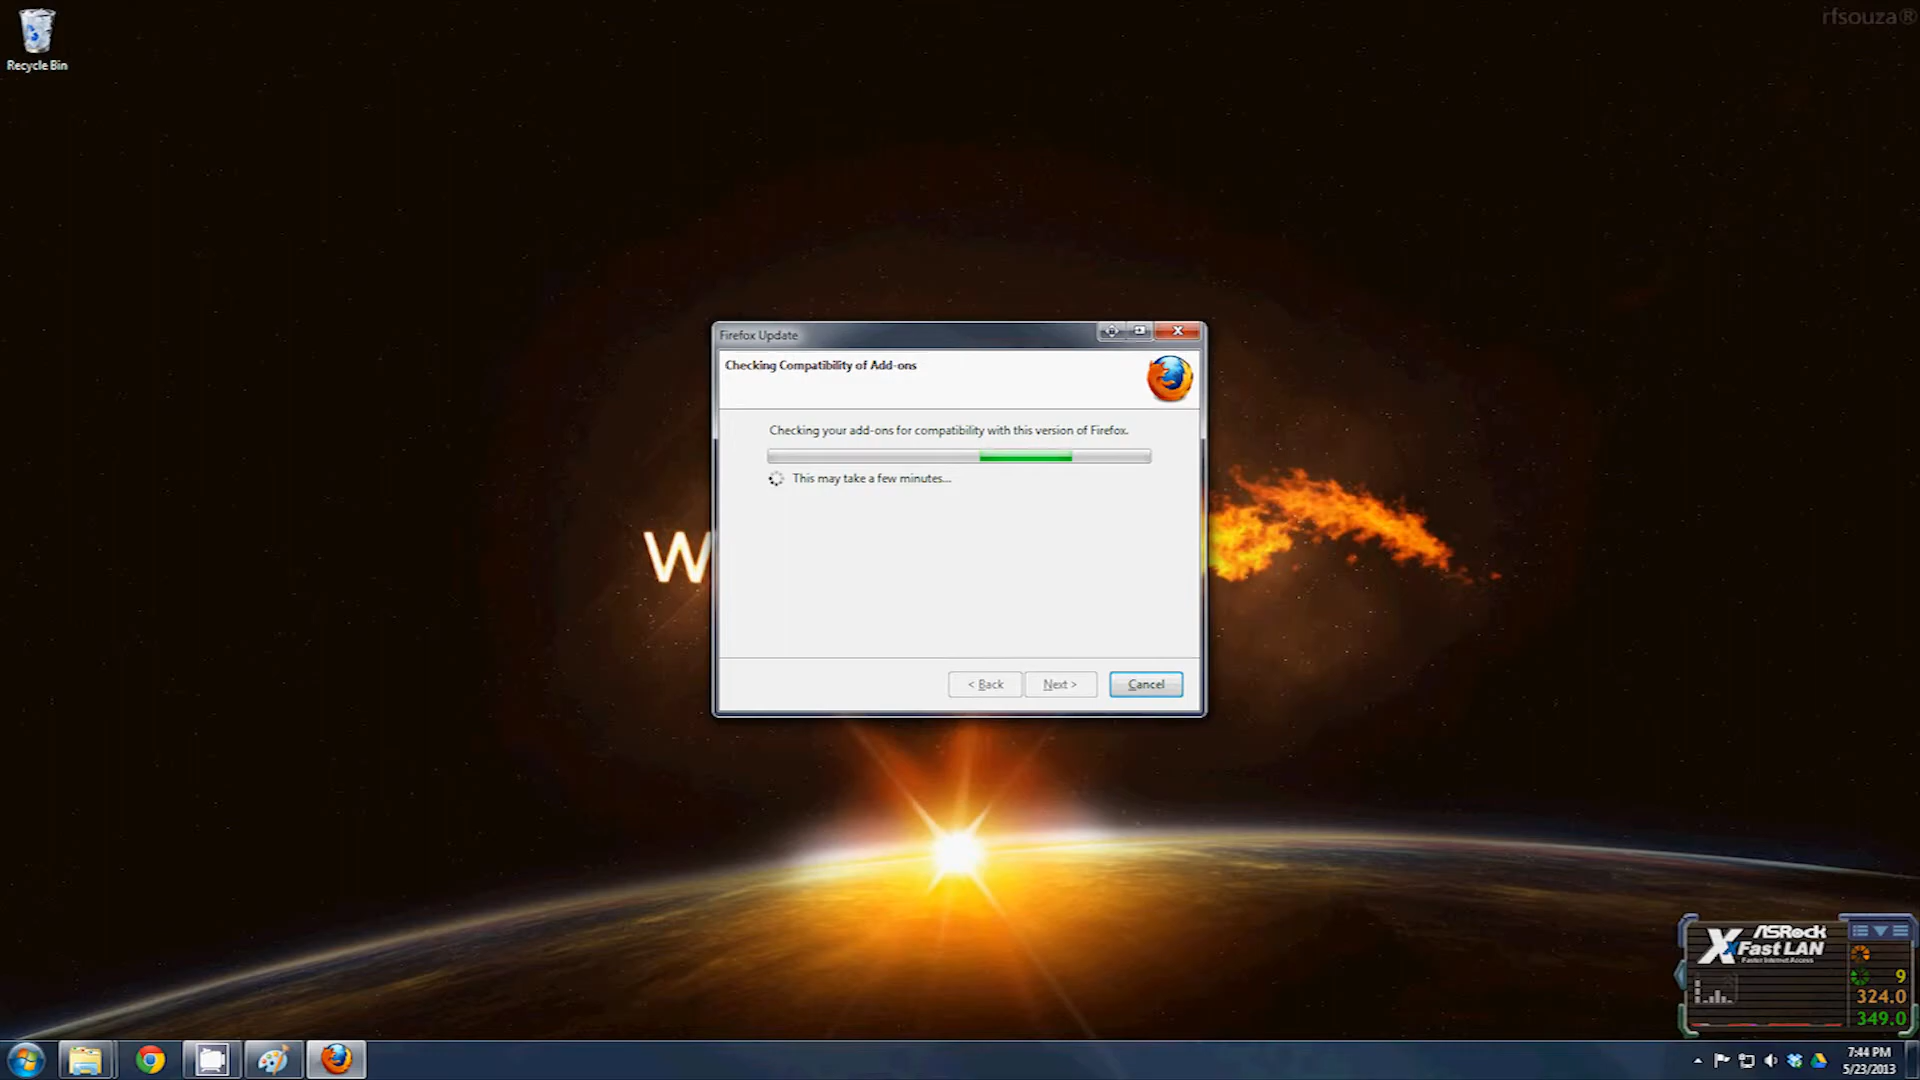 rfsouza®
Recycle Bin
Firefox Update
Checking Compatibility of Add-ons
Checking your add-ons for compatibility with this version of Firefox.
This may take a few minutes...
W
< Back
Next >
Cancel
ASRock
XFast LAN
Faster Internet Access
9
324.0
349.0
7:44 PM
5/23/2013